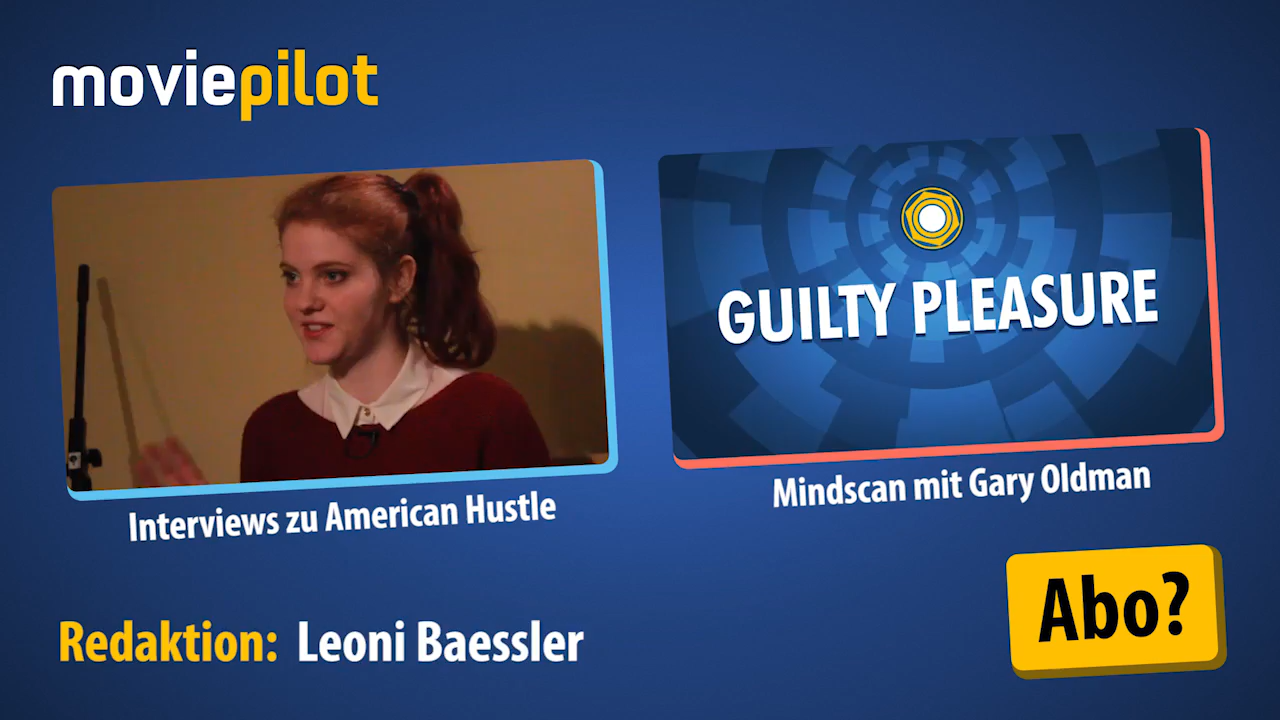 moviepilot
GUILTY PLEASURE
Interviews zu American Hustle
Mindscan mit Gary Oldman
Redaktion: Leoni Baessler
Abo?